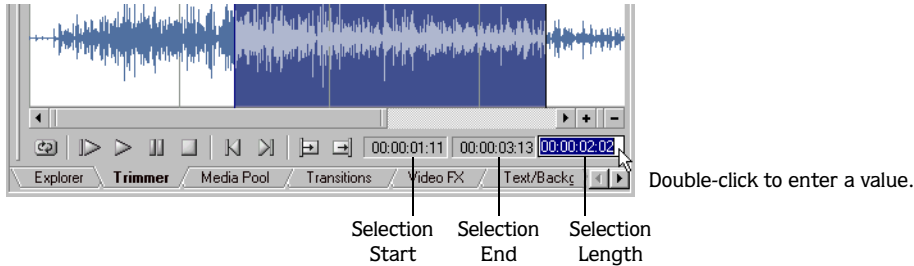 00:00:01:11 00:00:03:13 00:00:02:02
Explorer Trimmer Media Pool Transitions Video FX Text/Backg
Double-click to enter a value.
Selection Start
Selection End
Selection Length